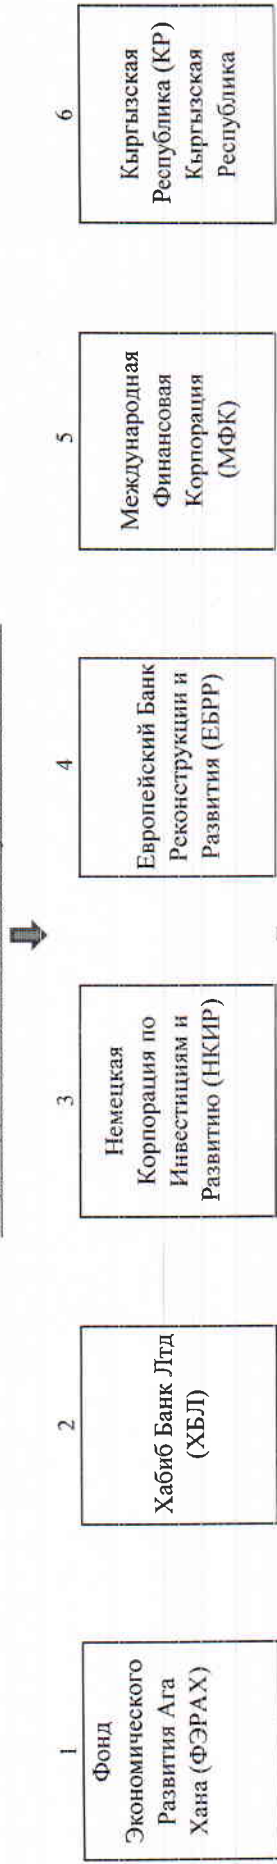 1
Фонд
Экономического
Развития Ага
Хана (ФЭРАХ)
2
Хабиб Банк Лтд
(ХБЛ)
3
Немецкая
Корпорация по
Инвестициям и
Развитию (НКИР)
4
Европейский Банк
Реконструкции и
Развития (ЕБРР)
5
Международная
Финансовая
Корпорация
(МФК)
6
Кыргызская
Республика (КР)
Кыргызская
Республика